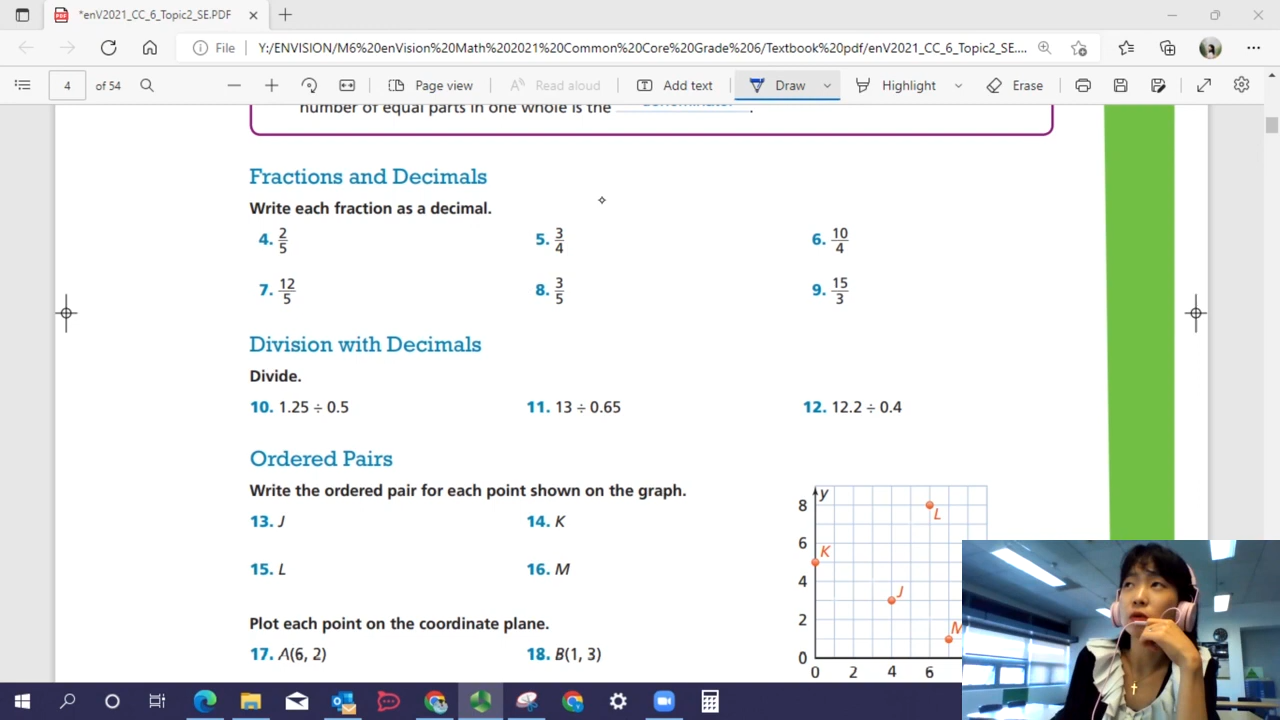 *enV2021_CC_6_Topic2_SE.PDF
File Y:/ENVISION/M6%20enVision%20Math%202021%20Common%20Core%20Grade%206/Textbook%20pdf/enV2021_CC_6_Topic2_SE....
4 of 54 Page view Read aloud Add text Draw Highlight Erase
number of equal parts in one whole is the denominator.
Fractions and Decimals
Write each fraction as a decimal.
4. 2/5 5. 3/4 6. 10/4
7. 12/5 8. 3/5 9. 15/3
Division with Decimals
Divide.
10. 1.25 ÷ 0.5 11. 13 ÷ 0.65 12. 12.2 ÷ 0.4
Ordered Pairs
Write the ordered pair for each point shown on the graph.
13. J 14. K
15. L 16. M
Plot each point on the coordinate plane.
17. A(6, 2) 18. B(1, 3)
y
8
L
6
K
4
J
2
M
0
0 2 4 6